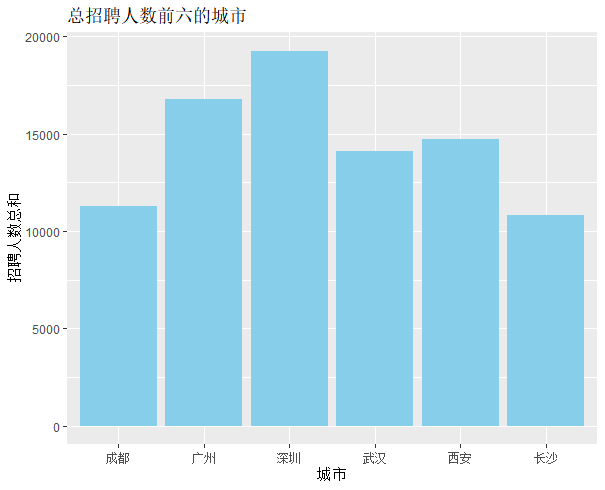 总招聘人数前六的城市
招聘人数总和
20000
15000
10000
5000
0
成都 广州 深圳 武汉 西安 长沙
城市